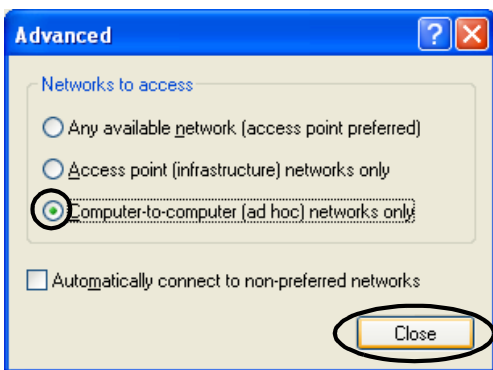 Advanced
Networks to access
Any available network (access point preferred)
Access point (infrastructure) networks only
Computer-to-computer (ad hoc) networks only
Automatically connect to non-preferred networks
Close